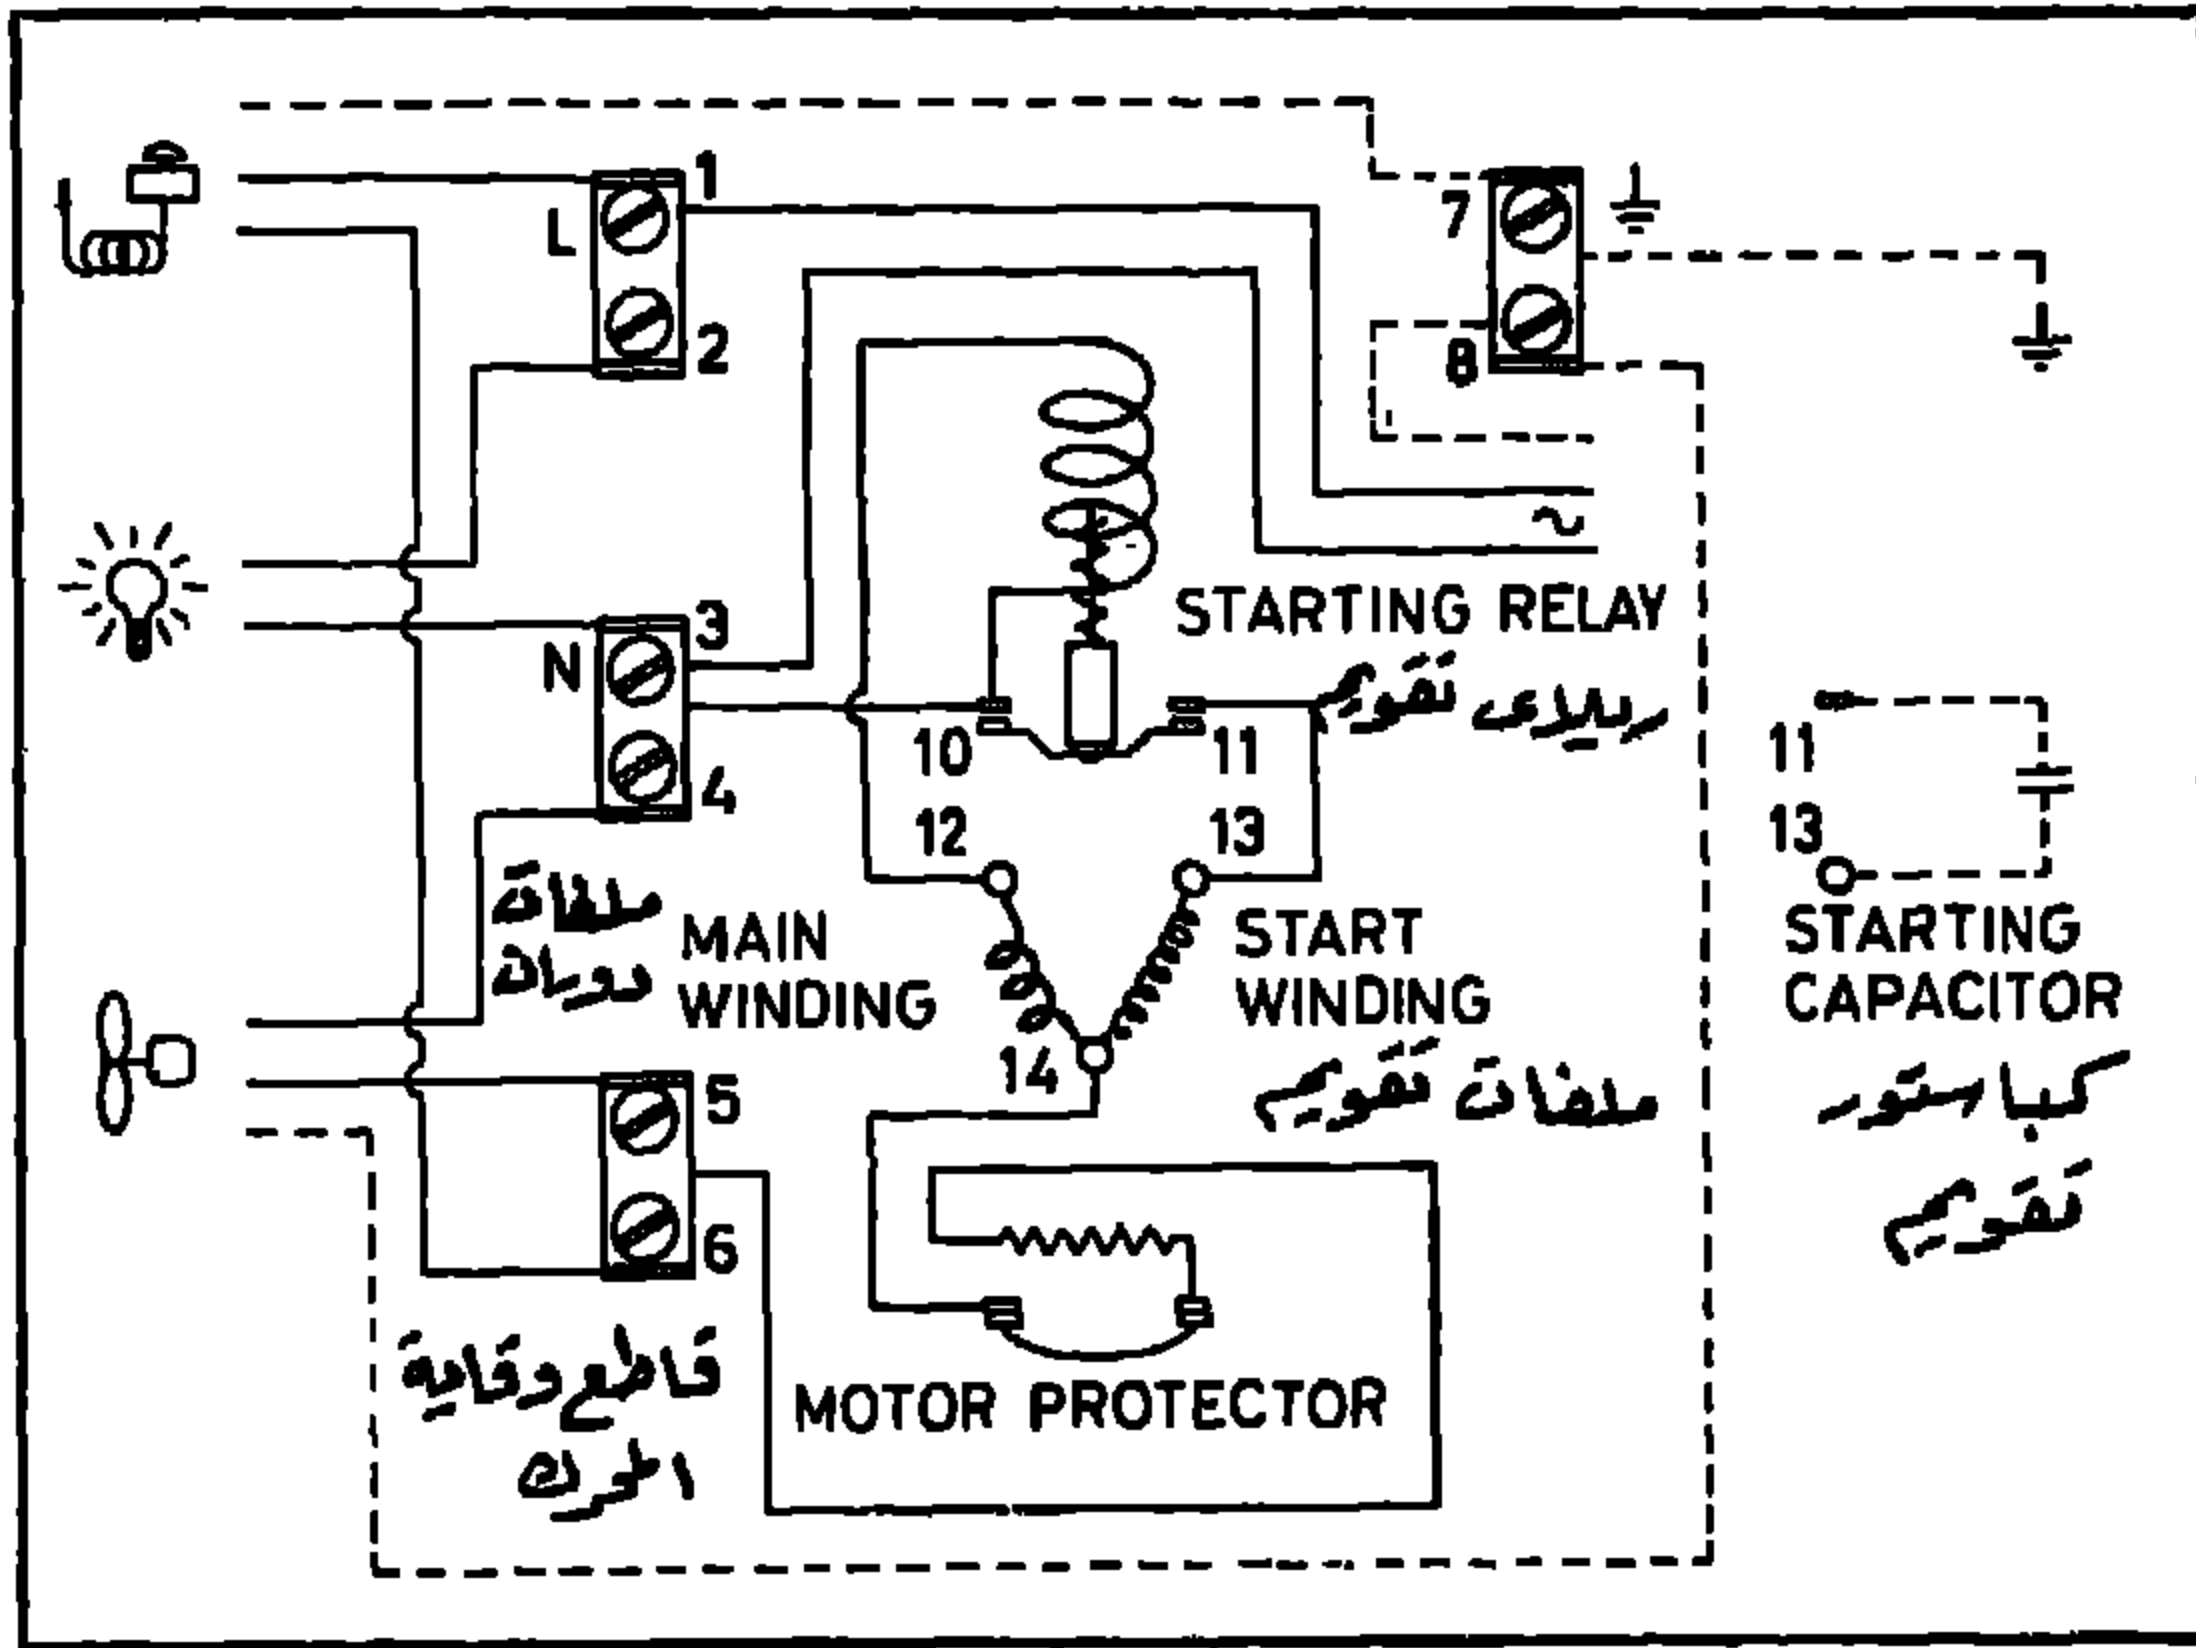 1
L
2
7
8
~
STARTING RELAY
ريلاى تقويم
3
N
4
10
11
12
13
11
13
STARTING
CAPACITOR
كباستور
تقويم
ملفات
دوران
MAIN
WINDING
START
WINDING
ملفات تقويم
14
5
6
قاطع وقاية
المحرك
MOTOR PROTECTOR